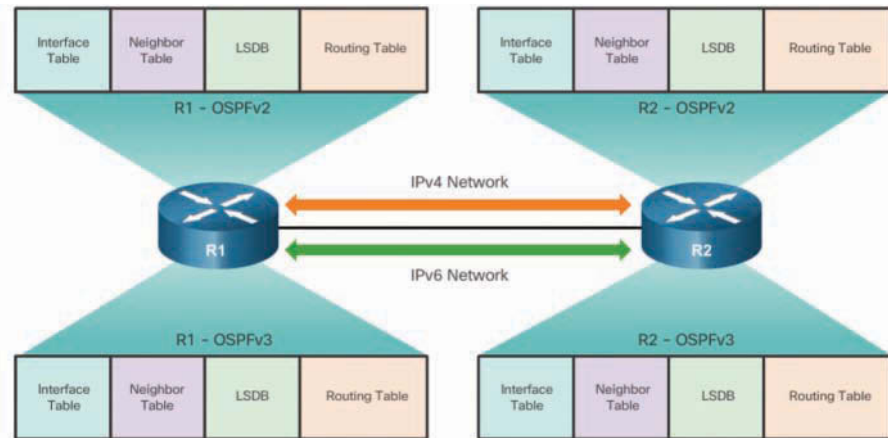 Interface
Table
Neighbor
Table
LSDB
Routing Table
R1 - OSPFv2
Interface
Table
Neighbor
Table
LSDB
Routing Table
R2 - OSPFv2
IPv4 Network
R1
R2
IPv6 Network
R1 - OSPFv3
Interface
Table
Neighbor
Table
LSDB
Routing Table
R2 - OSPFv3
Interface
Table
Neighbor
Table
LSDB
Routing Table